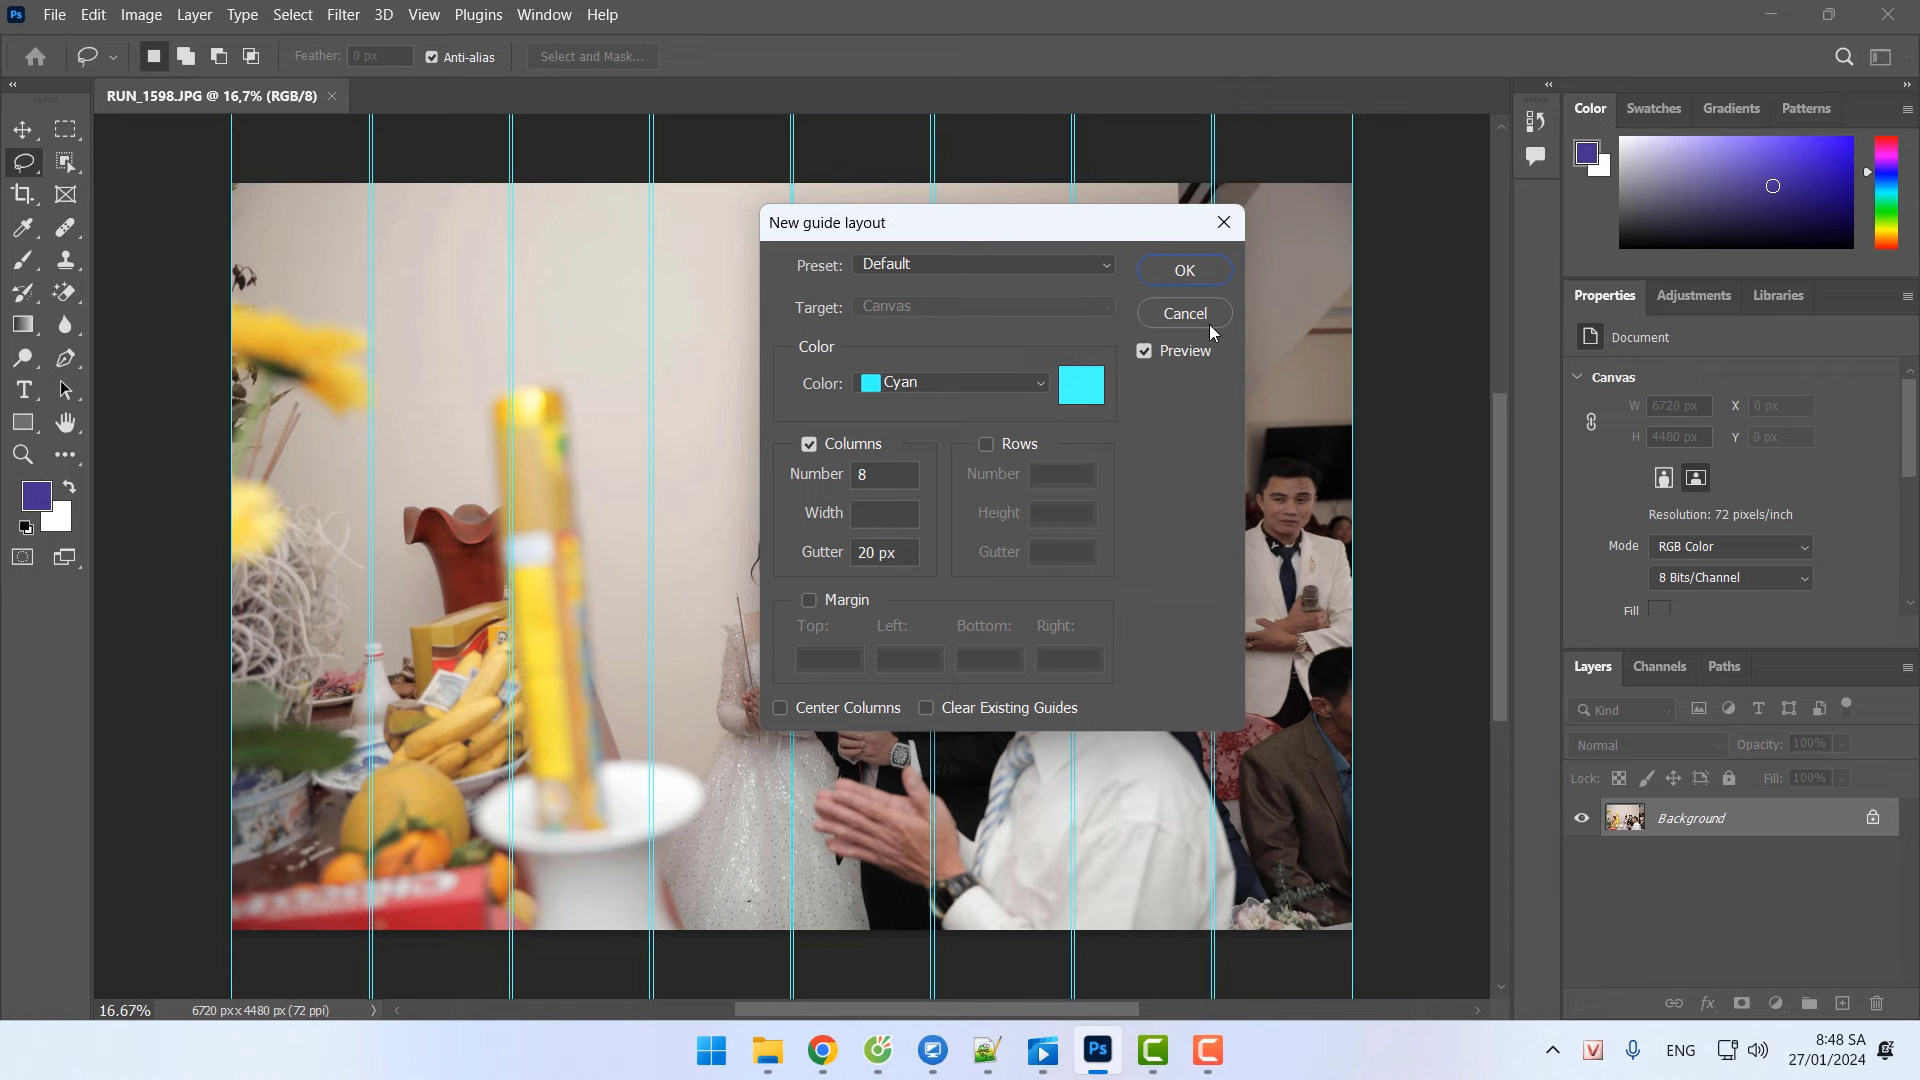 Ps File Edit Image Layer Type Select Filter 3D View Plugins Window Help
Feather: 0 px Anti-alias Select and Mask...
RUN_1598.JPG @ 16,7% (RGB/8)
Color Swatches Gradients Patterns
New guide layout
Preset: Default
OK
Target: Canvas
Cancel
Preview
Color
Color: Cyan
Columns
Number 8
Width
Gutter 20 px
Rows
Number
Height
Gutter
Margin
Top: Left: Bottom: Right:
Center Columns Clear Existing Guides
Properties Adjustments Libraries
Document
Canvas
W 6720 px X 0 px
H 4480 px Y 0 px
Resolution: 72 pixels/inch
Mode RGB Color
8 Bits/Channel
Fill
Layers Channels Paths
Kind
Normal Opacity: 100%
Lock: Fill: 100%
Background
16.67% 6720 px x 4480 px (72 ppi)
Ps
ENG
8:48 SA
27/01/2024